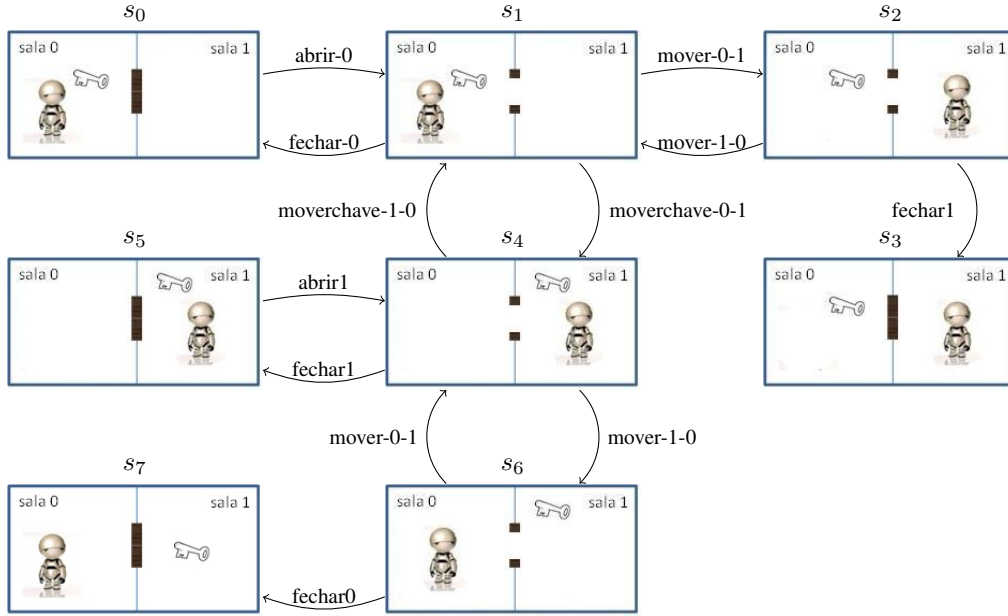 s0 s1 s2
sala 0 sala 1 abrir-0 sala 0 sala 1 mover-0-1 sala 0 sala 1
fechar-0 mover-1-0
moverchave-1-0 moverchave-0-1 fechar1
s5 s4 s3
sala 0 sala 1 abrir1 sala 0 sala 1 sala 0 sala 1
fechar1
mover-0-1 mover-1-0
s7 s6
sala 0 sala 1 sala 0 sala 1
fechar0